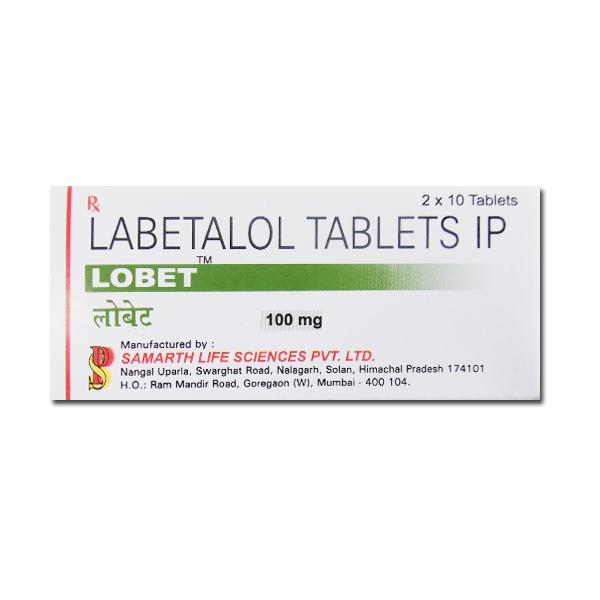 Rx
2 x 10 Tablets
LABETALOL TABLETS IP
LOBET™
लोबेट
100 mg
Manufactured by :
SAMARTH LIFE SCIENCES PVT. LTD.
Nangal Uparla, Swarghat Road, Nalagarh, Solan, Himachal Pradesh 174101
H.O.: Ram Mandir Road, Goregaon (W), Mumbai - 400 104.